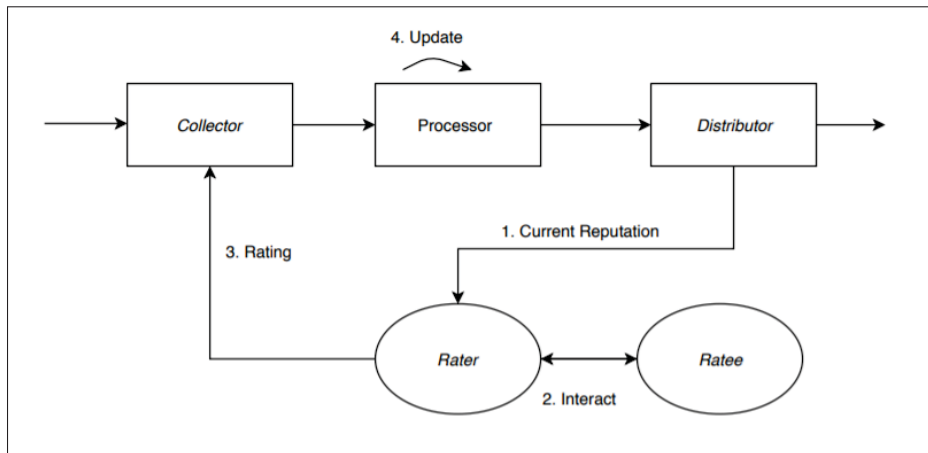 4. Update
Collector
Processor
Distributor
1. Current Reputation
3. Rating
Rater
Ratee
2. Interact